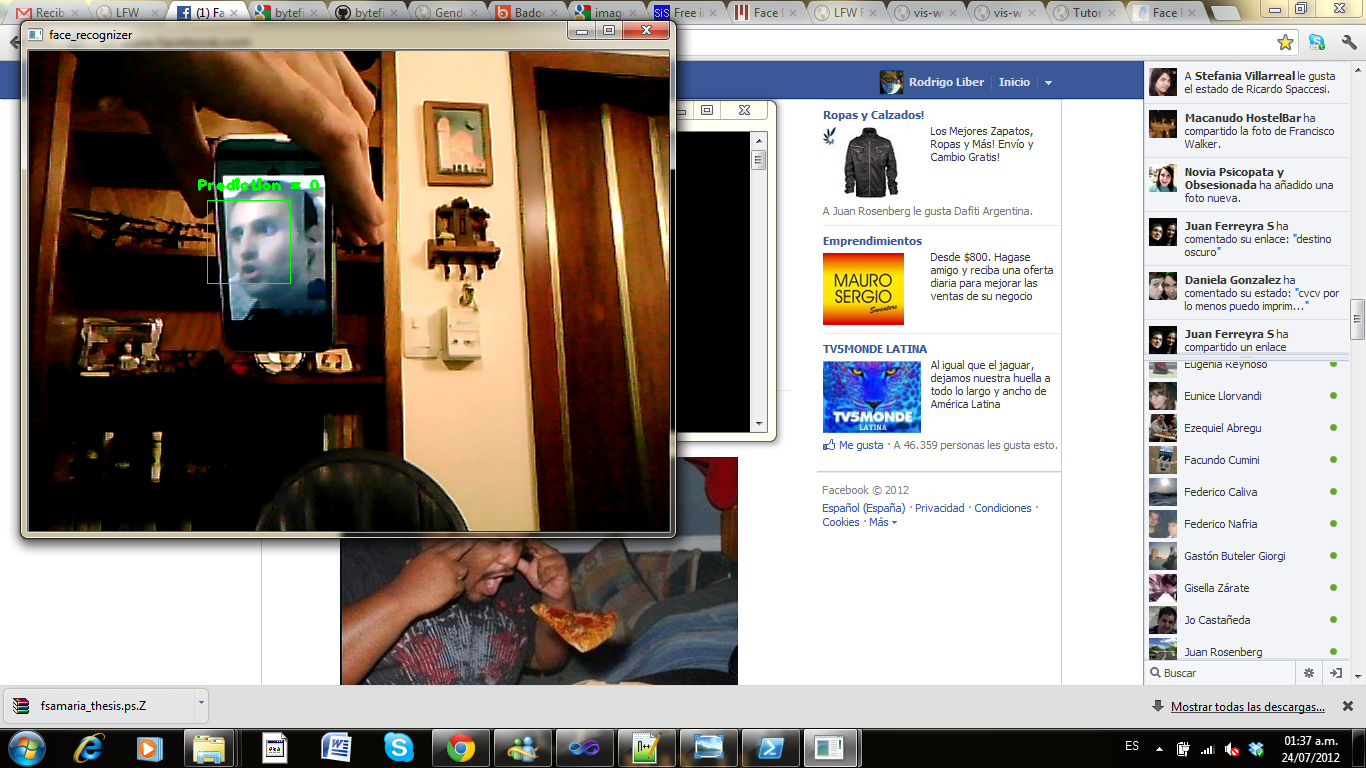 Recib
LFW
(1) Fa
bytefi
bytefi
Gend
Bado
imag
SiS
Free i
Face
LFW F
vis-w
vis-w
Tutor
Face
face_recognizer
Prediction = 0
Rodrigo Liber
Inicio
Ropas y Calzados!
Los Mejores Zapatos,
Ropas y Más! Envío y
Cambio Gratis!
A Juan Rosenberg le gusta Dafiti Argentina.
Emprendimientos
MAURO
SERGIO
Sweaters
Desde $800. Hagase
amigo y reciba una oferta
diaria para mejorar las
ventas de su negocio
TV5MONDE LATINA
TV5MONDE
LATINA
Al igual que el jaguar,
dejamos nuestra huella a
todo lo largo y ancho de
América Latina
Me gusta · A 46.359 personas les gusta esto.
Facebook © 2012
Español (España) · Privacidad · Condiciones ·
Cookies · Más
A Stefania Villarreal le gusta
el estado de Ricardo Spaccesi.
Macanudo HostelBar ha
compartido la foto de Francisco
Walker.
Novia Psicopata y
Obsesionada ha añadido una
foto nueva.
Juan Ferreyra S ha
comentado su enlace: "destino
oscuro"
Daniela Gonzalez ha
comentado su estado: "cvcv por
lo menos puedo imprim..."
Juan Ferreyra S ha
compartido un enlace
Eugenia Reynoso
Eunice Llorvandi
Ezequiel Abregu
Facundo Cumini
Federico Caliva
Federico Nafria
Gastón Buteler Giorgi
Gisella Zárate
Jo Castañeda
Juan Rosenberg
Buscar
fsamaria_thesis.ps.Z
Mostrar todas las descargas...
ES
01:37 a.m.
24/07/2012